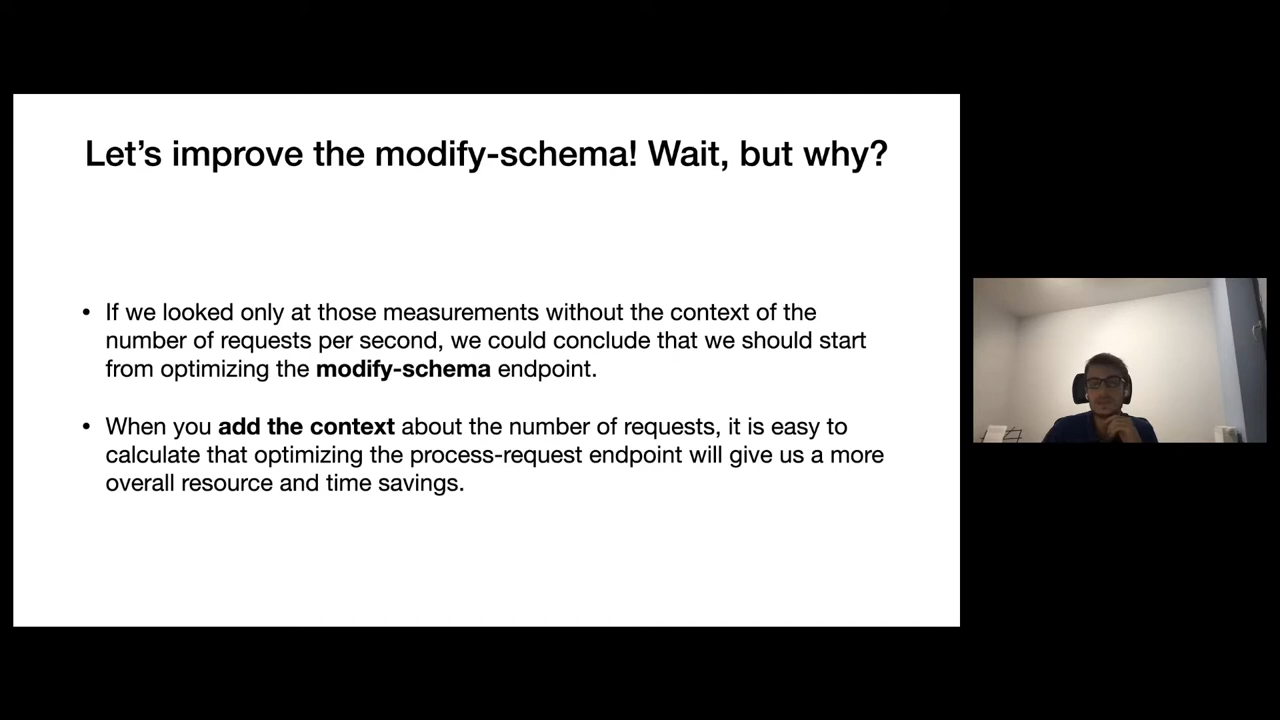 Let’s improve the modify-schema! Wait, but why?
• If we looked only at those measurements without the context of the
number of requests per second, we could conclude that we should start
from optimizing the modify-schema endpoint.
• When you add the context about the number of requests, it is easy to
calculate that optimizing the process-request endpoint will give us a more
overall resource and time savings.